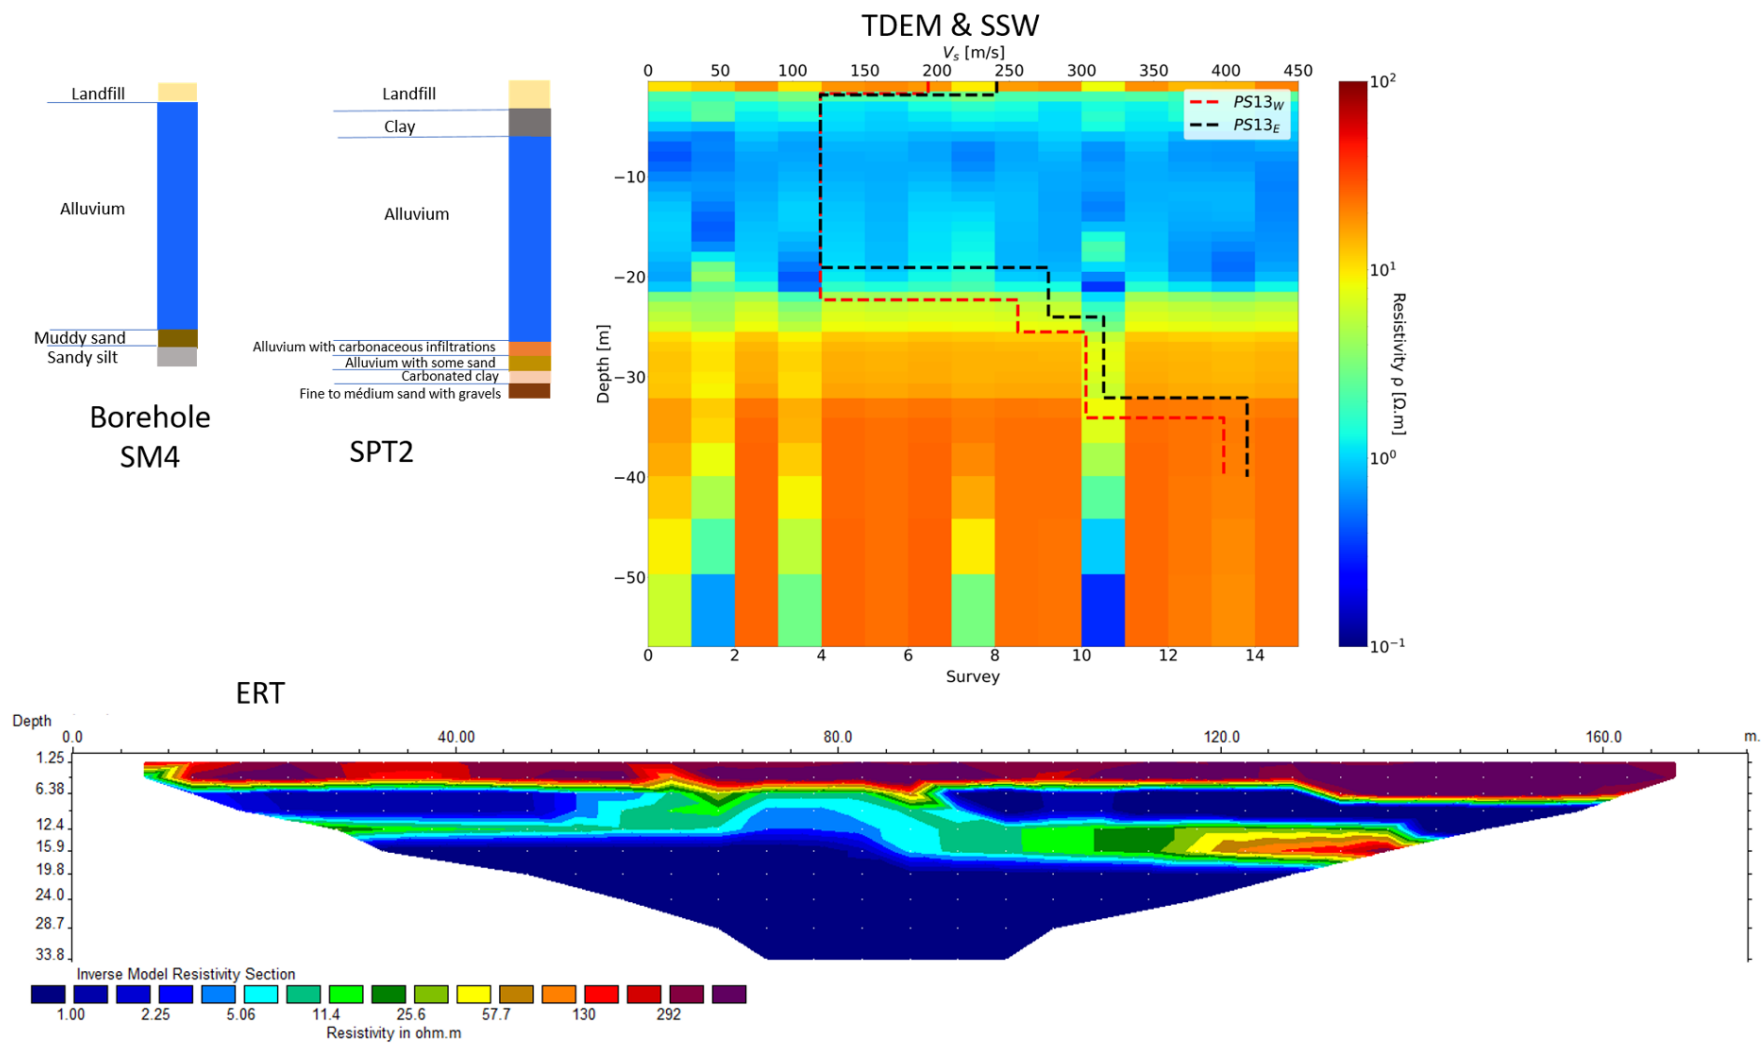 TDEM & SSW
Landfill
Alluvium
Muddy sand
Sandy silt
Borehole
SM4
Landfill
Clay
Alluvium
Alluvium with carbonaceous infiltrations
Alluvium with some sand
Carbonated clay
Fine to médium sand with gravels
SPT2
Vs [m/s]
0 50 100 150 200 250 300 350 400 450
PS13W
PS13E
Depth [m]
−10
−20
−30
−40
−50
0 2 4 6 8 10 12 14
Survey
10²
10¹
10⁰
10⁻¹
Resistivity ρ [Ω.m]
ERT
Depth
0.0 40.00 80.0 120.0 160.0 m.
1.25
6.38
12.4
15.9
19.8
24.0
28.7
33.8
Inverse Model Resistivity Section
1.00 2.25 5.06 11.4 25.6 57.7 130 292
Resistivity in ohm.m